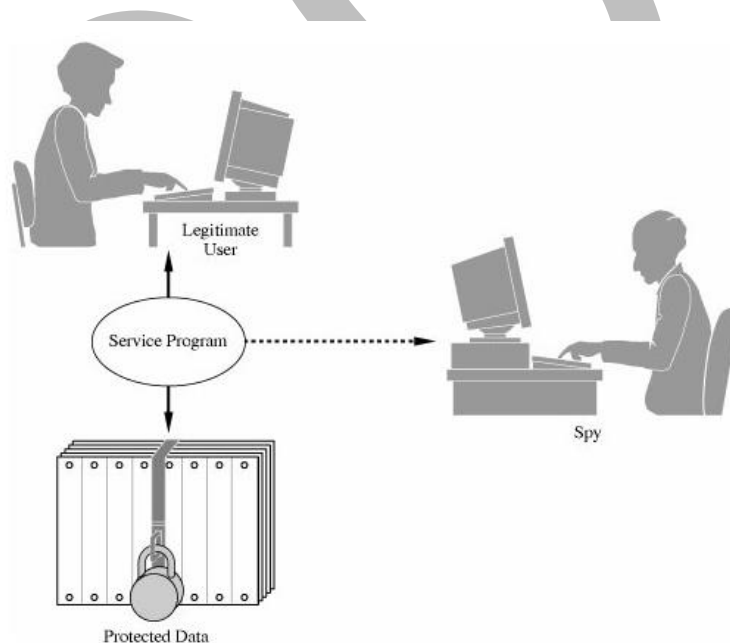 Legitimate
User
Service Program
Spy
Protected Data